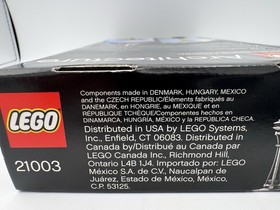 Components made in DENMARK, HUNGARY, MEXICO
and the CZECH REPUBLIC/Eléments fabriqués au
DANEMARK, en HONGRIE, au MEXIQUE et en
RÉPUBLIQUE TCHÈQUE/Componentes hechos en
DINAMARCA, HUNGRÍA, MÉXICO y la REPÚBLICA CHECA.
LEGO
21003
Distributed in USA by LEGO Systems,
Inc., Enfield, CT 06083. Distributed in
Canada by/Distribué au Canada par
LEGO Canada Inc., Richmond Hill,
Ontario L4B 1J4. Importado por: LEGO
México S.A. de C.V., Naucalpan de
Juárez, Estado de México, México
C.P. 53125.